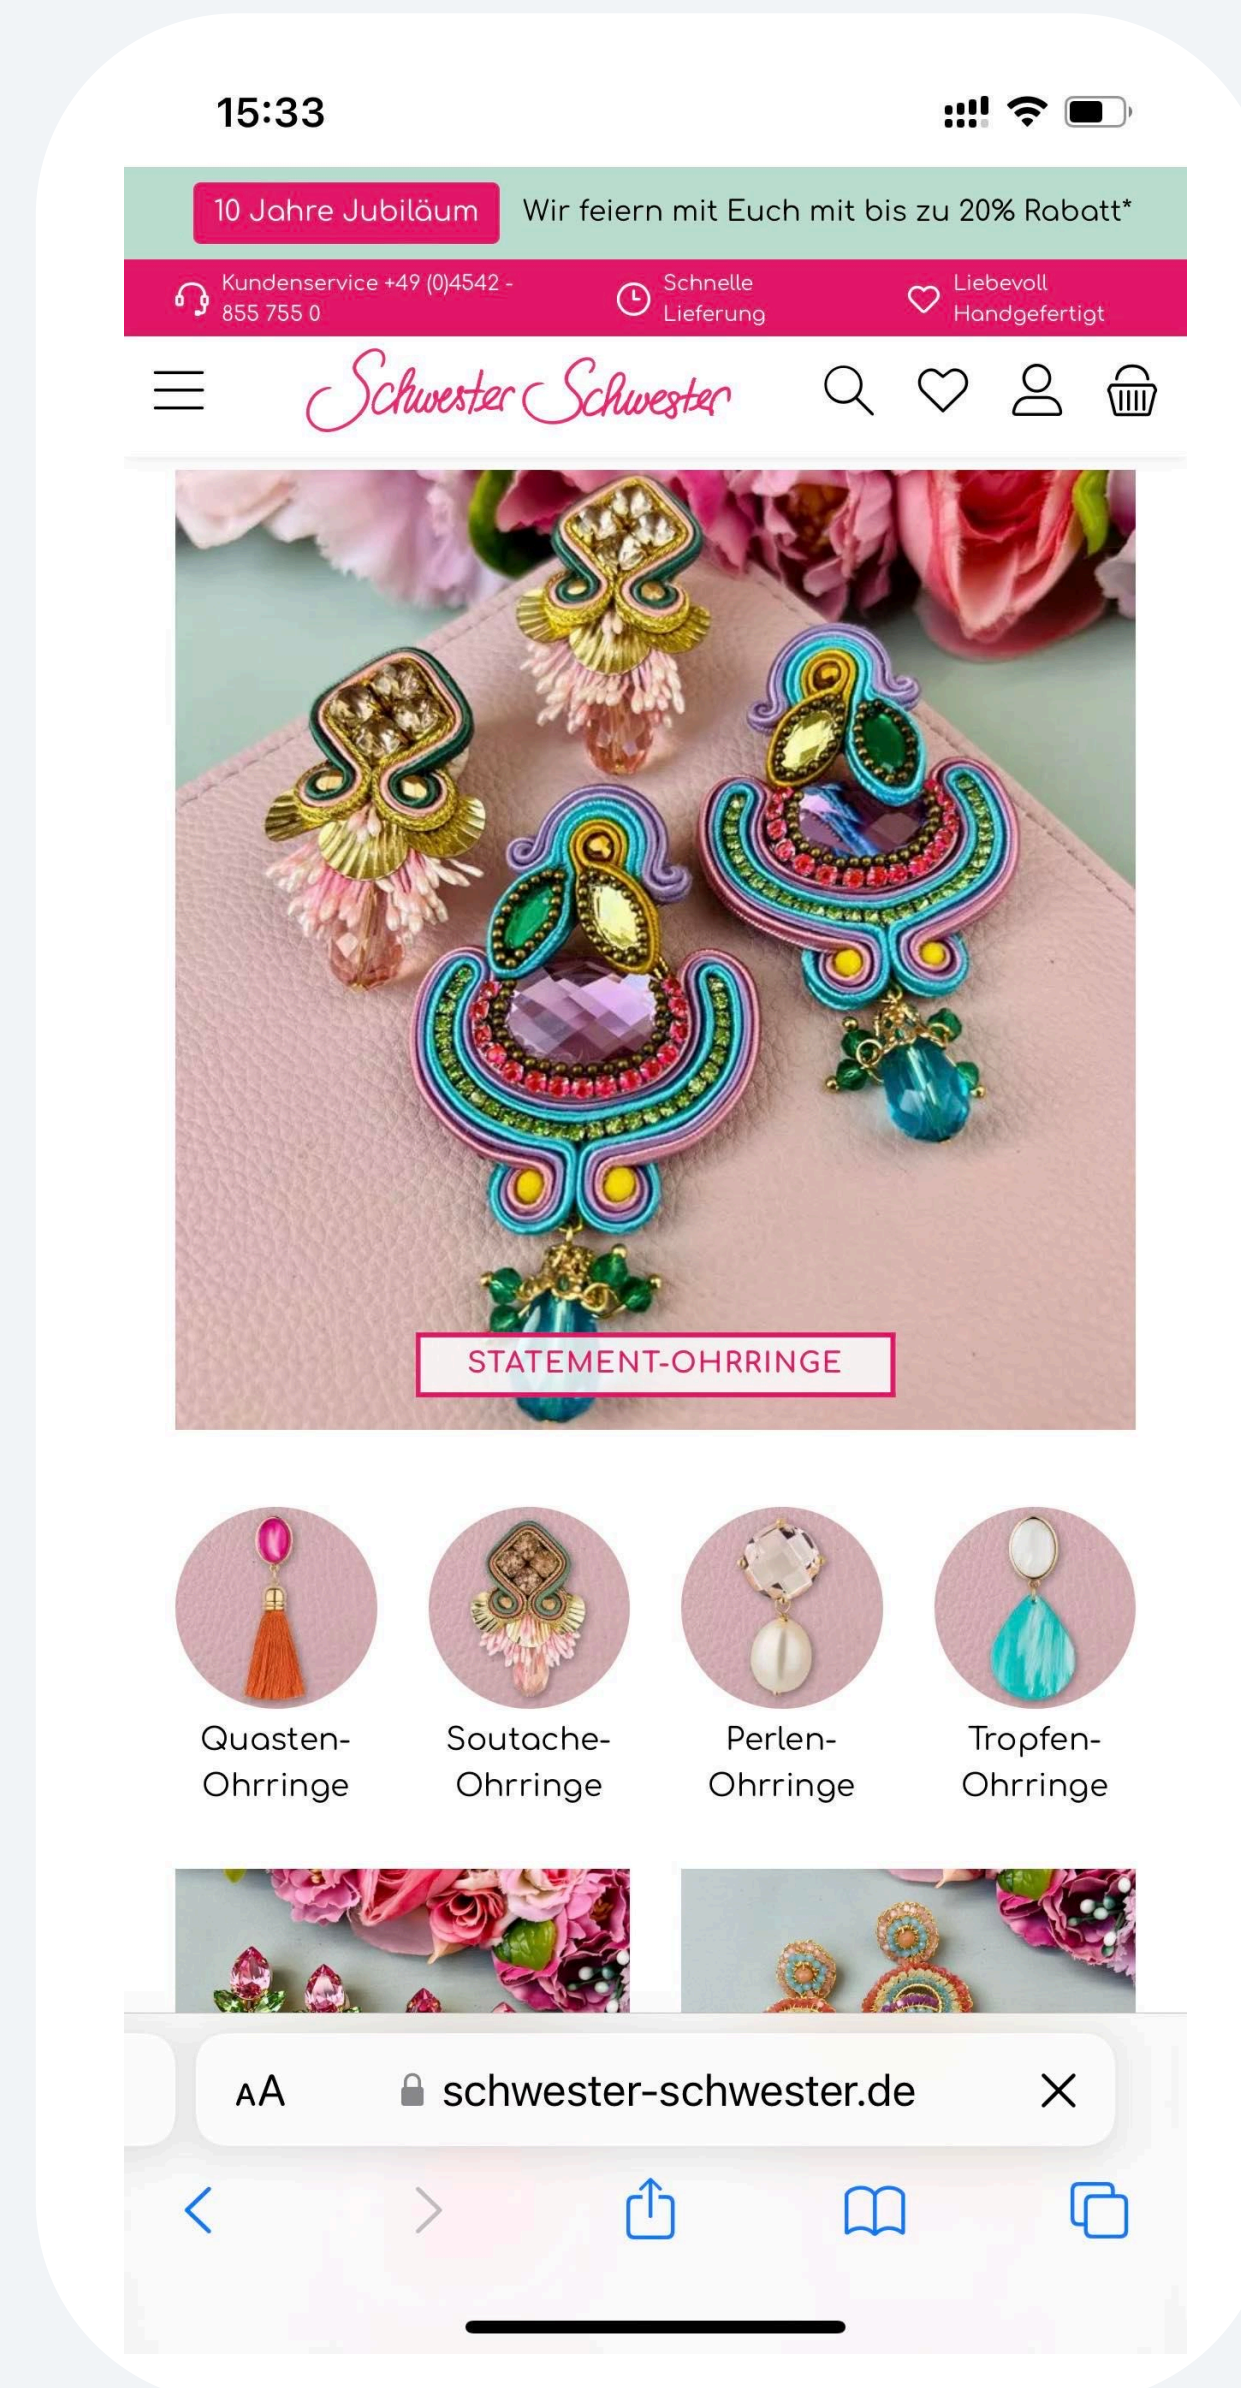 15:33
10 Jahre Jubiläum Wir feiern mit Euch mit bis zu 20% Rabatt*
Kundenservice +49 (0)4542 -
855 755 0
Schnelle
Lieferung
Liebevoll
Handgefertigt
Schwester Schwester
STATEMENT-OHRRINGE
Quasten-
Ohrringe
Soutache-
Ohrringe
Perlen-
Ohrringe
Tropfen-
Ohrringe
AA schwester-schwester.de